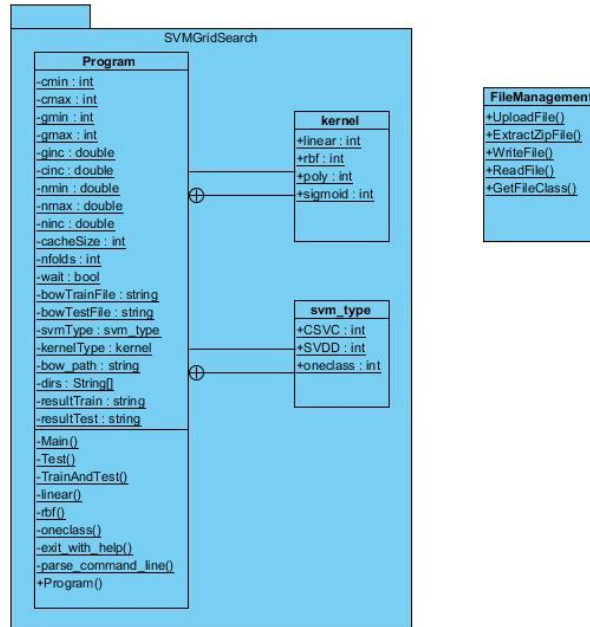 SVMGridSearch
Program
-cmin : int
-cmax : int
-gmin : int
-gmax : int
-ginc : double
-cinc : double
-nmin : double
-nmax : double
-ninc : double
-cacheSize : int
-nfolds : int
-wait : bool
-bowTrainFile : string
-bowTestFile : string
-svmType : svm_type
-kernelType : kernel
-bow_path : string
-dirs : String[]
-resultTrain : string
-resultTest : string
-Main()
-Test()
-TrainAndTest()
-linear()
-rbf()
-oneclass()
-exit_with_help()
-parse_command_line()
+Program()
kernel
+linear : int
+rbf : int
+poly : int
+sigmoid : int
svm_type
+CSVC : int
+SVDD : int
+oneclass : int
FileManagement
+UploadFile()
+ExtractZipFile()
+WriteFile()
+ReadFile()
+GetFileClass()